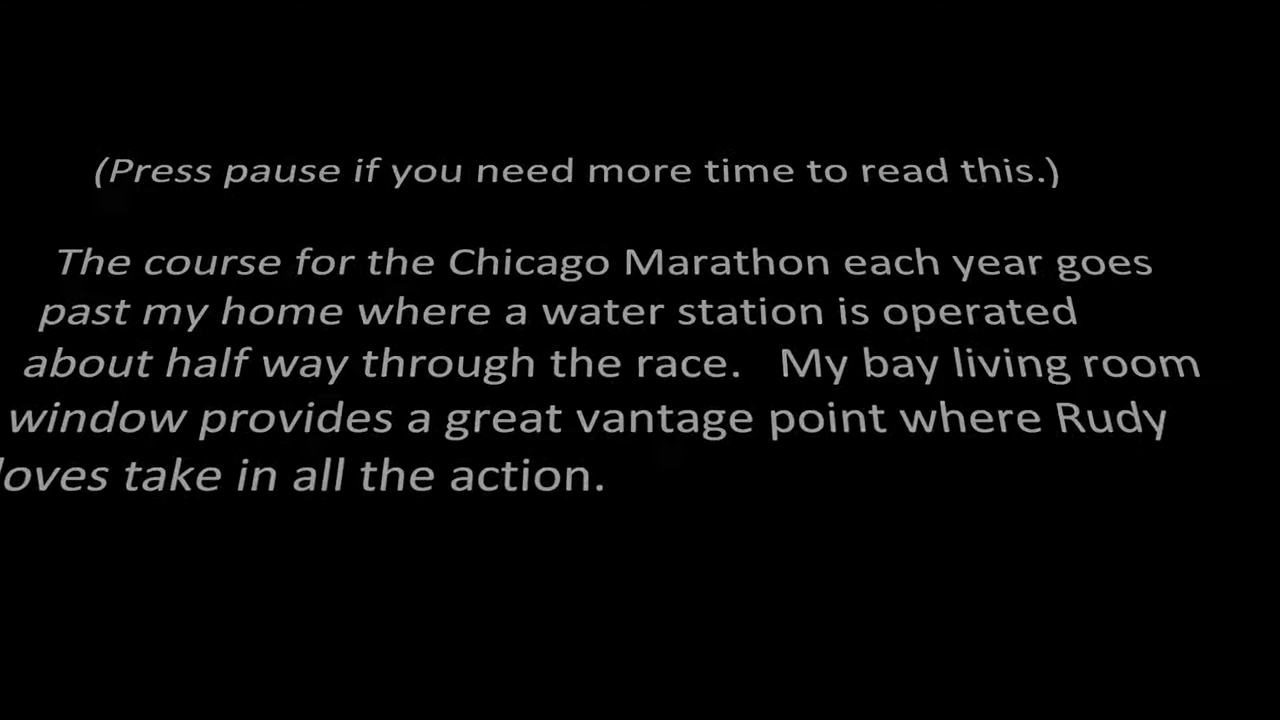 (Press pause if you need more time to read this.)
The course for the Chicago Marathon each year goes
past my home where a water station is operated
about half way through the race. My bay living room
window provides a great vantage point where Rudy
loves take in all the action.